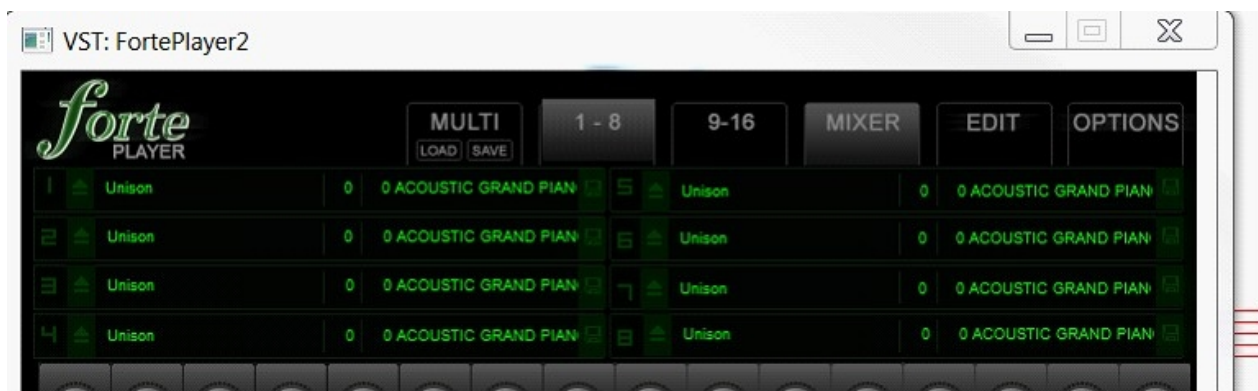 VST: FortePlayer2
forte
PLAYER
MULTI
LOAD SAVE
1 - 8
9-16
MIXER
EDIT
OPTIONS
1 Unison 0 0 ACOUSTIC GRAND PIAN
2 Unison 0 0 ACOUSTIC GRAND PIAN
3 Unison 0 0 ACOUSTIC GRAND PIAN
4 Unison 0 0 ACOUSTIC GRAND PIAN
5 Unison 0 0 ACOUSTIC GRAND PIAN
6 Unison 0 0 ACOUSTIC GRAND PIAN
7 Unison 0 0 ACOUSTIC GRAND PIAN
8 Unison 0 0 ACOUSTIC GRAND PIAN